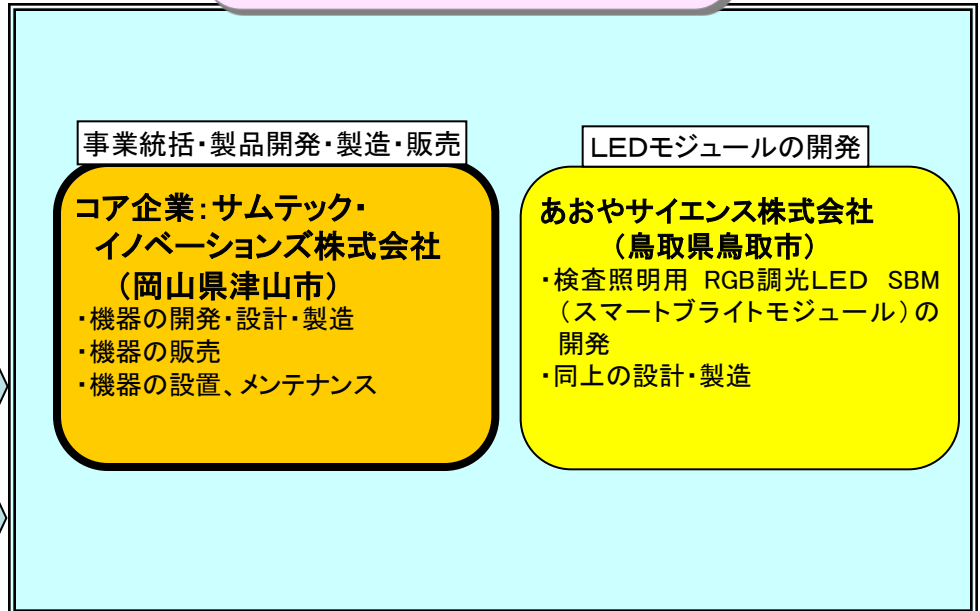 事業統括・製品開発・製造・販売
コア企業：サムテック・
イノベーションズ株式会社
（岡山県津山市）
・機器の開発・設計・製造
・機器の販売
・機器の設置、メンテナンス
LEDモジュールの開発
あおやサイエンス株式会社
（鳥取県鳥取市）
・検査照明用 RGB調光LED SBM
（スマートブライトモジュール）の
開発
・同上の設計・製造